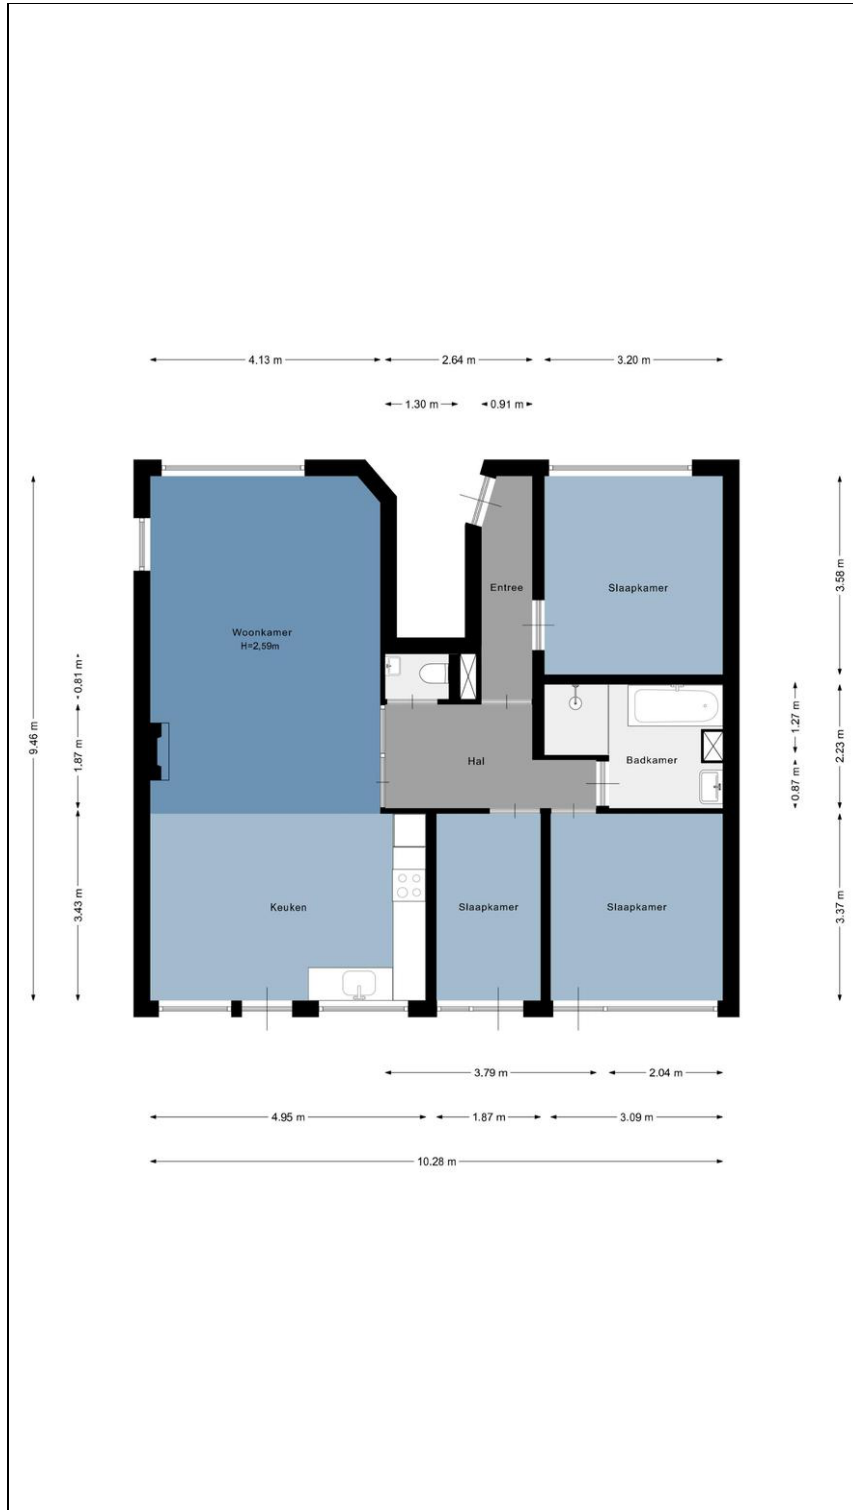 4.13 m
2.64 m
3.20 m
1.30 m
0.91 m
Entree
Slaapkamer
3.58 m
Woonkamer
H=2,59m
0.81 m
9.46 m
1.87 m
Hal
Badkamer
1.27 m
2.23 m
0.87 m
3.43 m
Keuken
Slaapkamer
Slaapkamer
3.37 m
3.79 m
2.04 m
4.95 m
1.87 m
3.09 m
10.28 m